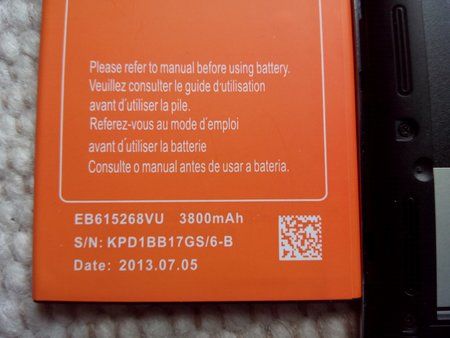 Please refer to manual before using battery.
Veuillez consulter le guide d'utilisation
avant d'utiliser la pile.
Referez-vous au mode d'emploi
avant d'utiliser la batterie
Consulte o manual antes de usar a bateria.
EB615268VU 3800mAh
S/N: KPD1BB17GS/6-B
Date: 2013.07.05